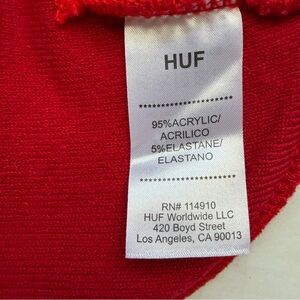 HUF
95%ACRYLIC/
ACRILICO
5%ELASTANE/
ELASTANO
RN# 114910
HUF Worldwide LLC
420 Boyd Street
Los Angeles, CA 90013